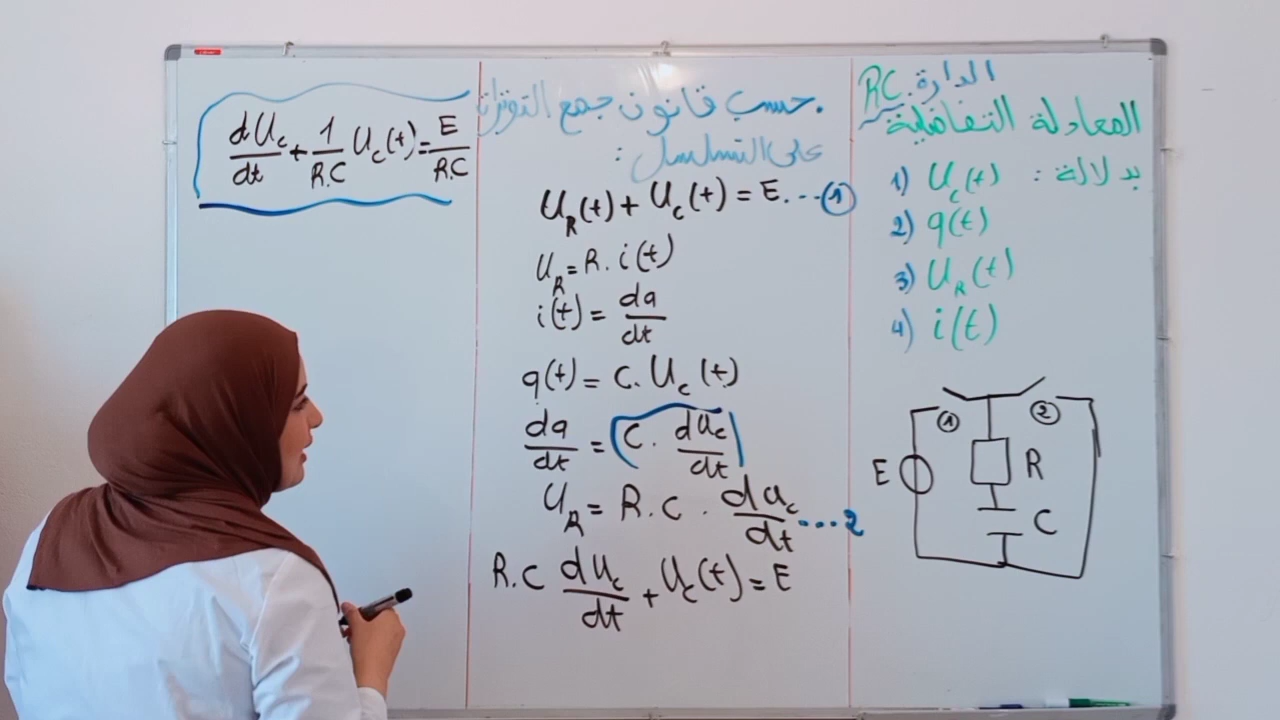 الدارة RC
المعادلة التفاضلية
بدلالة :
1) U_c(t)
2) q(t)
3) U_R(t)
4) i(t)
1
2
E
R
C
. حسب قانون جمع التوترات
على التسلسل :
U_R(t) + U_c(t) = E ... 1
U_R = R . i(t)
i(t) = dq/dt
q(t) = C . U_c(t)
dq/dt = C . dU_c/dt
U_R = R . C . dU_c/dt .... 2
R.C dU_c/dt + U_c(t) = E
dU_c/dt + 1/R.C U_c(t) = E/R.C